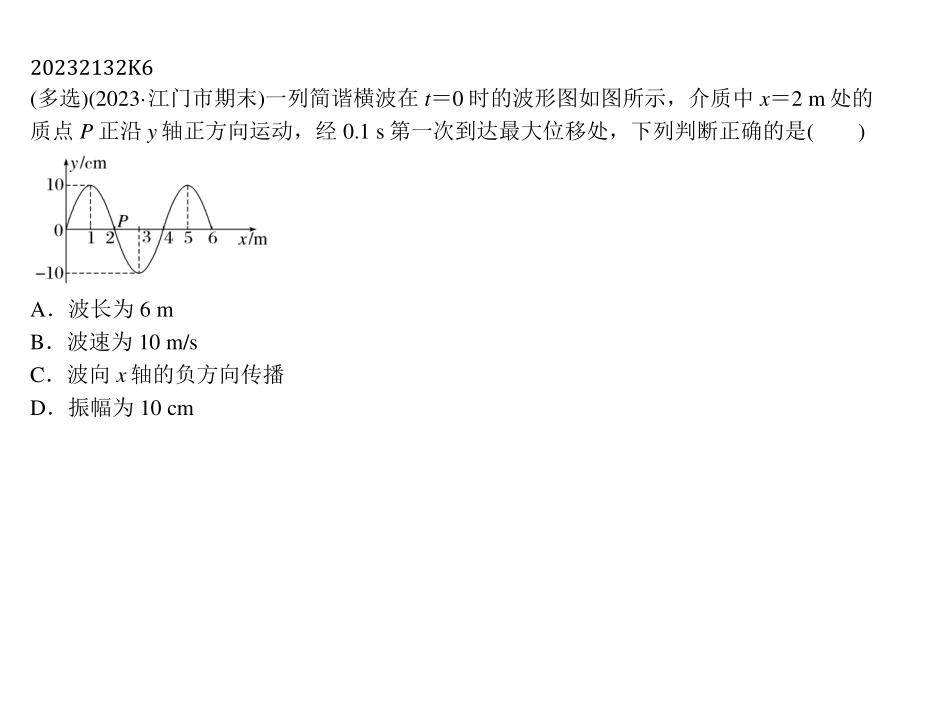 20232132K6
(多选)(2023·江门市期末)一列简谐横波在 t＝0 时的波形图如图所示，介质中 x＝2 m 处的
质点 P 正沿 y 轴正方向运动，经 0.1 s 第一次到达最大位移处，下列判断正确的是(　　)
y/cm
10
P
0 1 2 3 4 5 6 x/m
−10
A．波长为 6 m
B．波速为 10 m/s
C．波向 x 轴的负方向传播
D．振幅为 10 cm